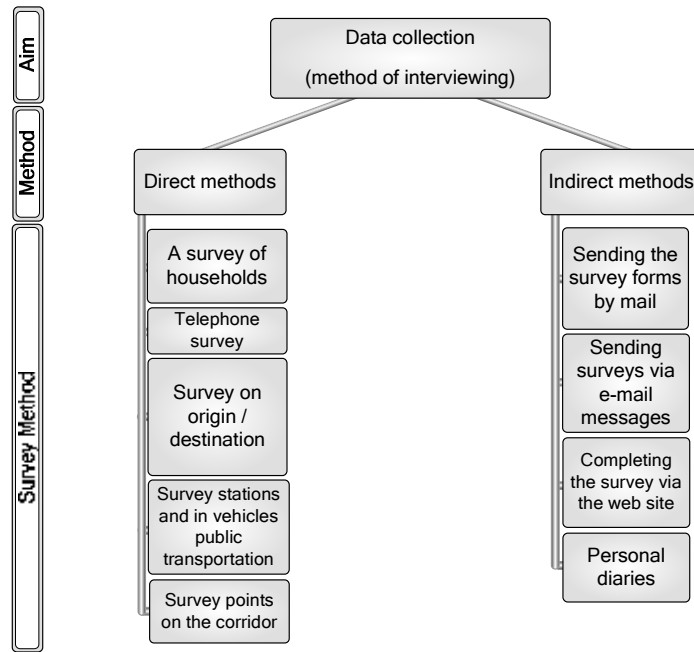 Aim
Data collection
(method of interviewing)
Method
Direct methods
Indirect methods
Survey Method
A survey of
households
Telephone
survey
Survey on
origin /
destination
Survey stations
and in vehicles
public
transportation
Survey points
on the corridor
Sending the
survey forms
by mail
Sending
surveys via
e-mail
messages
Completing
the survey via
the web site
Personal
diaries